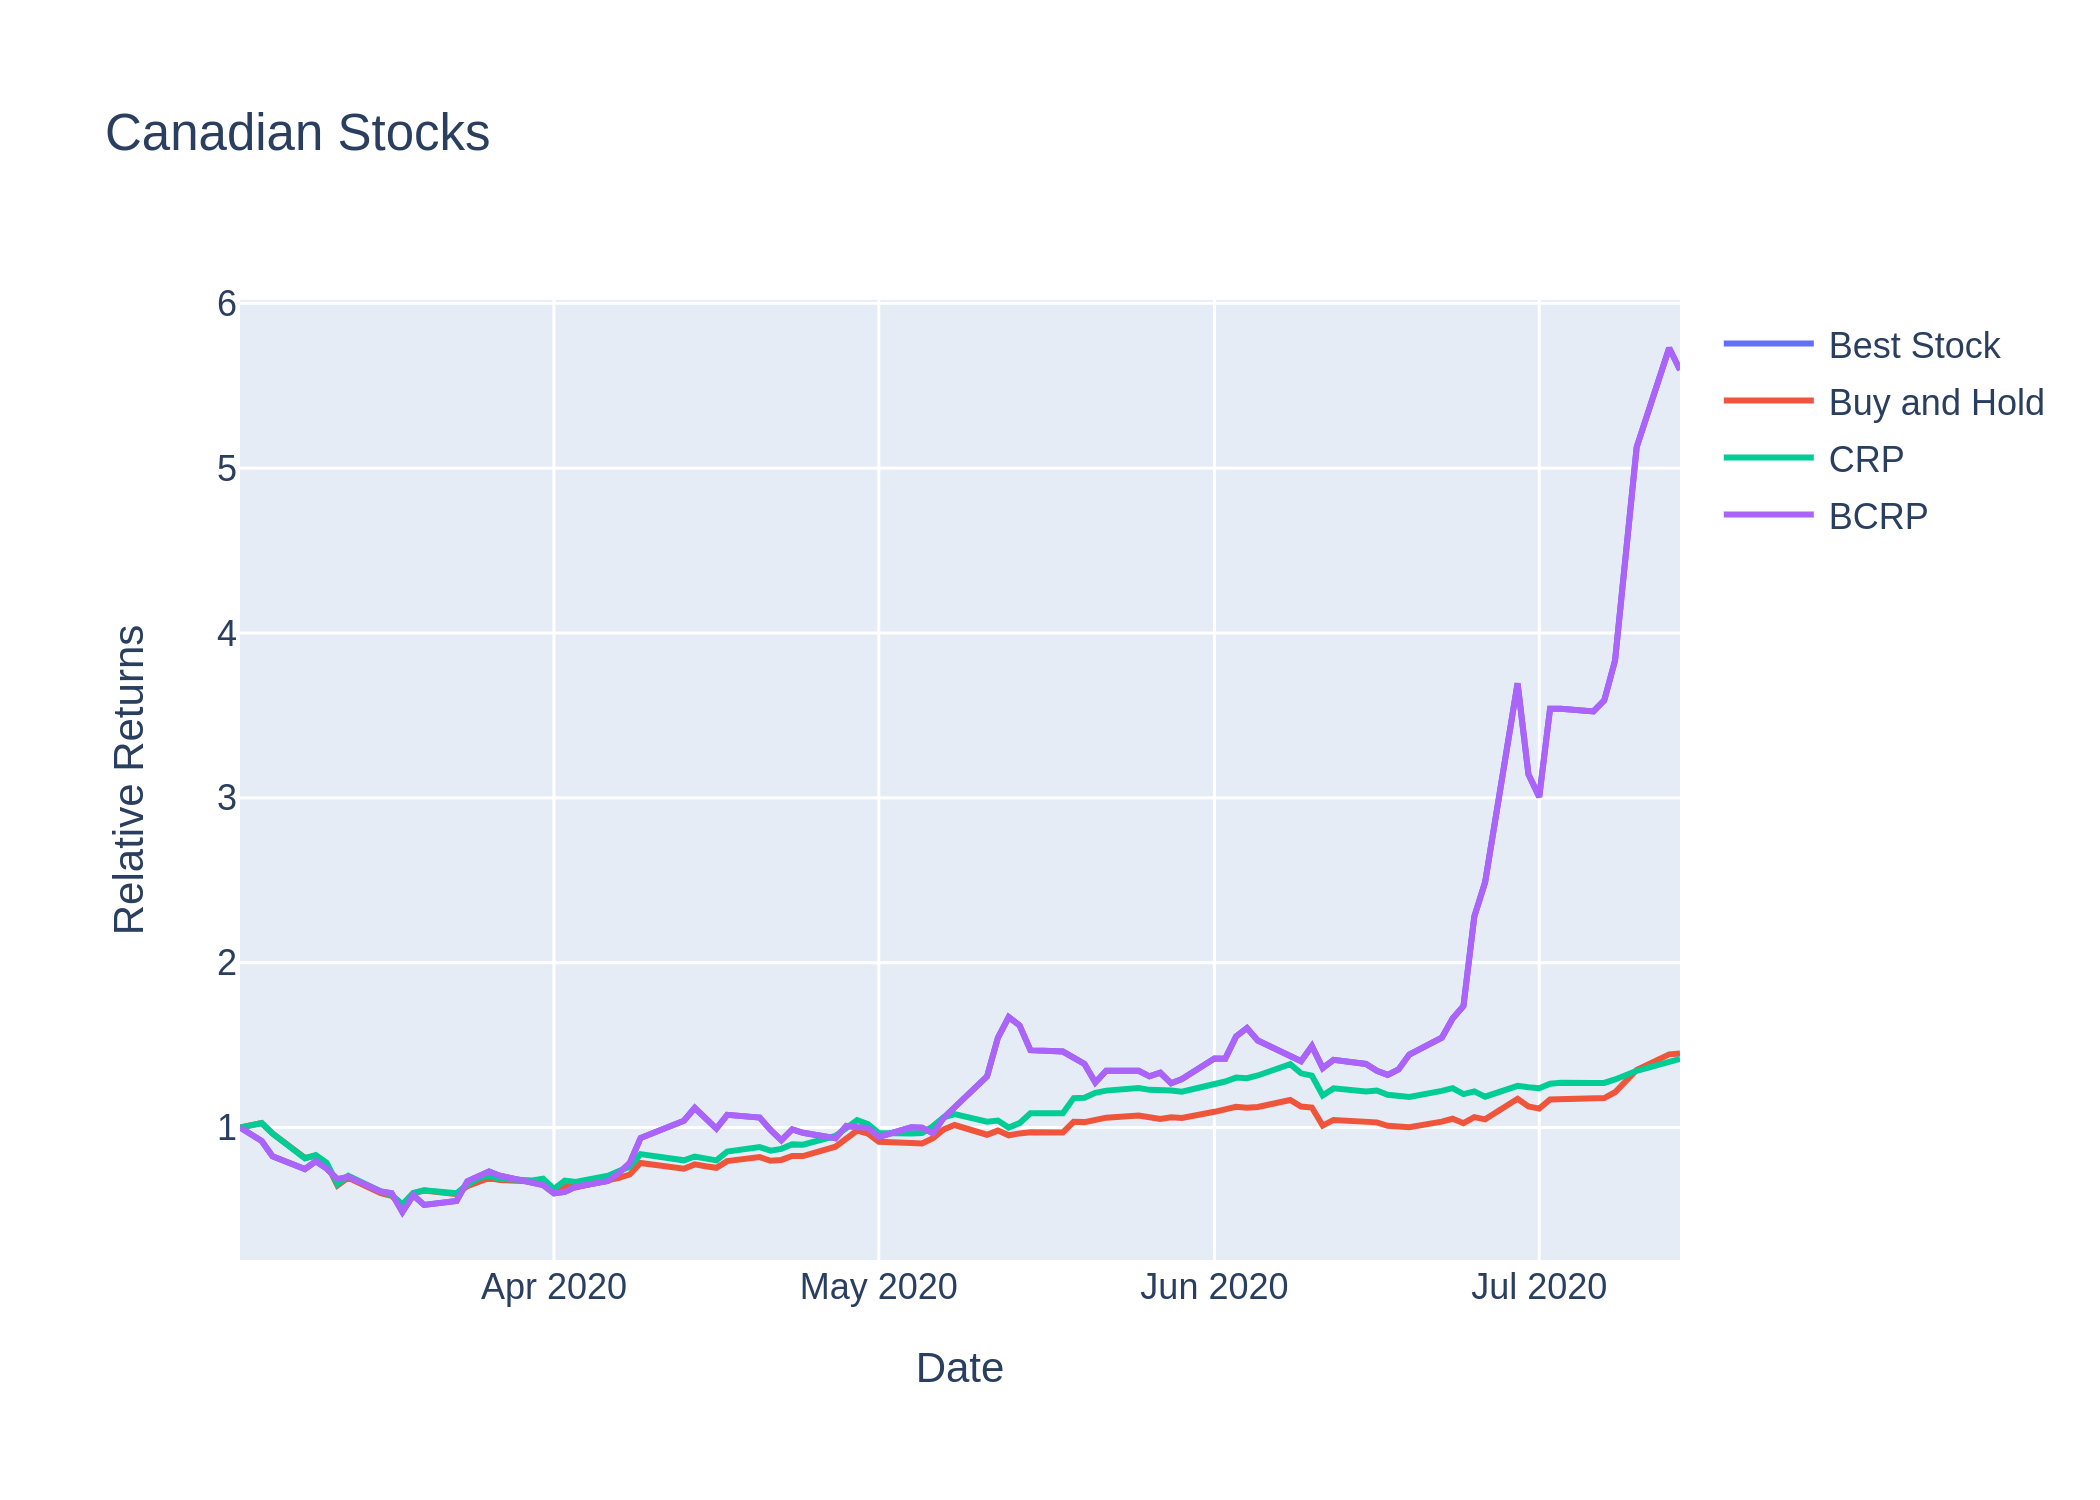 Canadian Stocks
6
5
4
3
2
1
Relative Returns
Apr 2020
May 2020
Jun 2020
Jul 2020
Date
Best Stock
Buy and Hold
CRP
BCRP